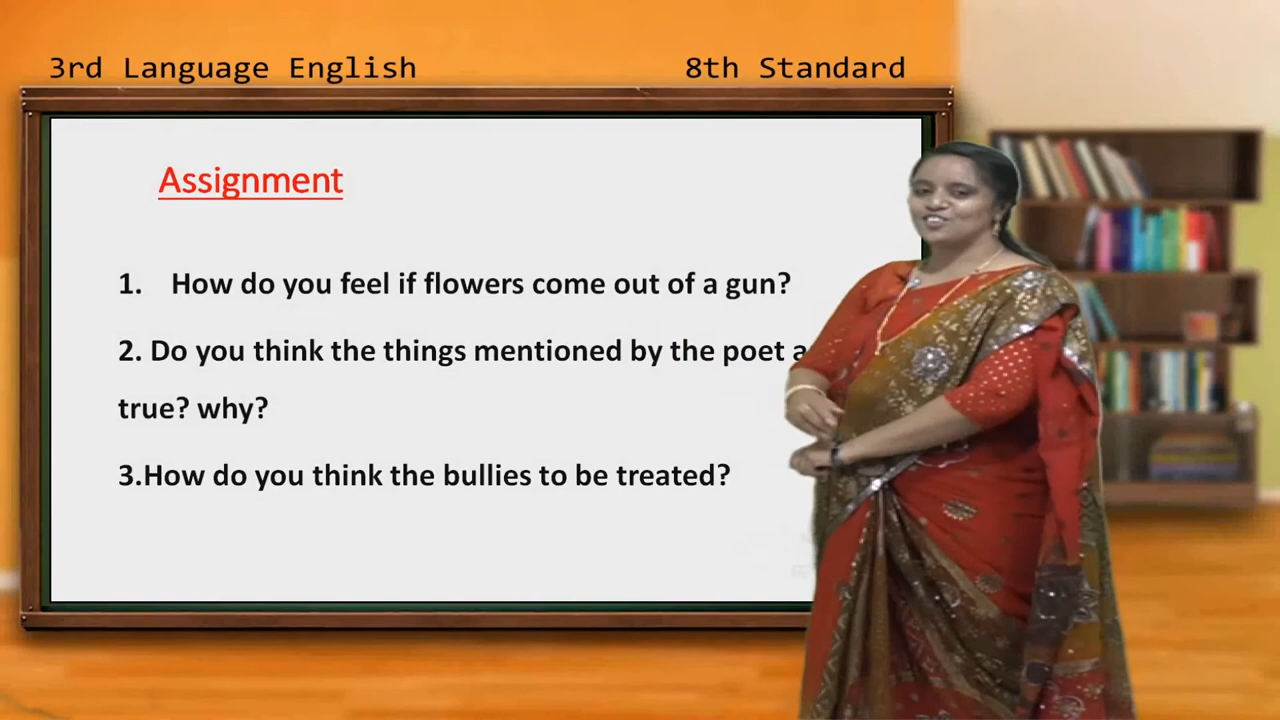 3rd Language English 8th Standard
Assignment
1. How do you feel if flowers come out of a gun?
2. Do you think the things mentioned by the poet
true? why?
3.How do you think the bullies to be treated?